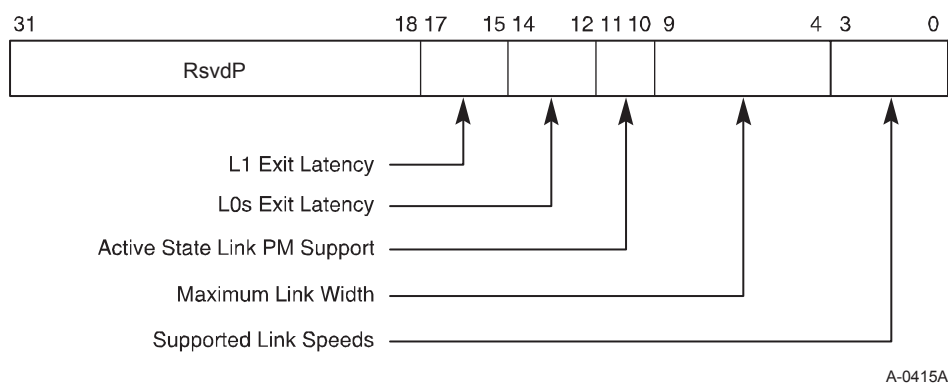 31 18 17 15 14 12 11 10 9 4 3 0
RsvdP
L1 Exit Latency
L0s Exit Latency
Active State Link PM Support
Maximum Link Width
Supported Link Speeds
A-0415A